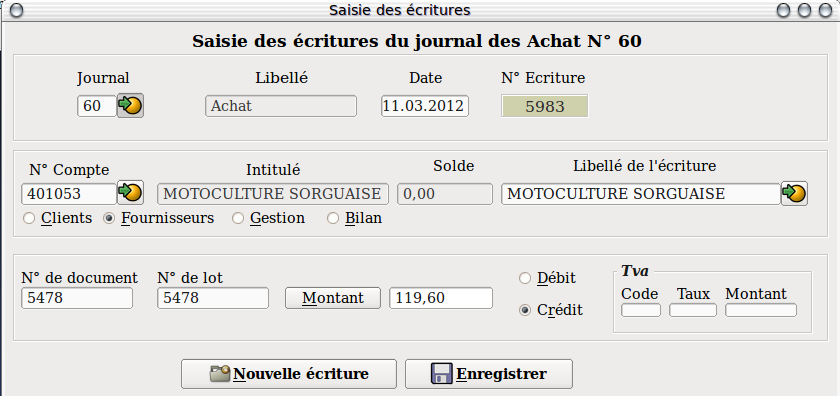 Saisie des écritures
Saisie des écritures du journal des Achat N° 60
Journal Libellé Date N° Ecriture
60 Achat 11.03.2012 5983
N° Compte Intitulé Solde Libellé de l'écriture
401053 MOTOCULTURE SORGUAISE 0,00 MOTOCULTURE SORGUAISE
Clients Fournisseurs Gestion Bilan
N° de document N° de lot Débit Tva
5478 5478 Montant 119,60 Crédit Code Taux Montant
Nouvelle écriture Enregistrer